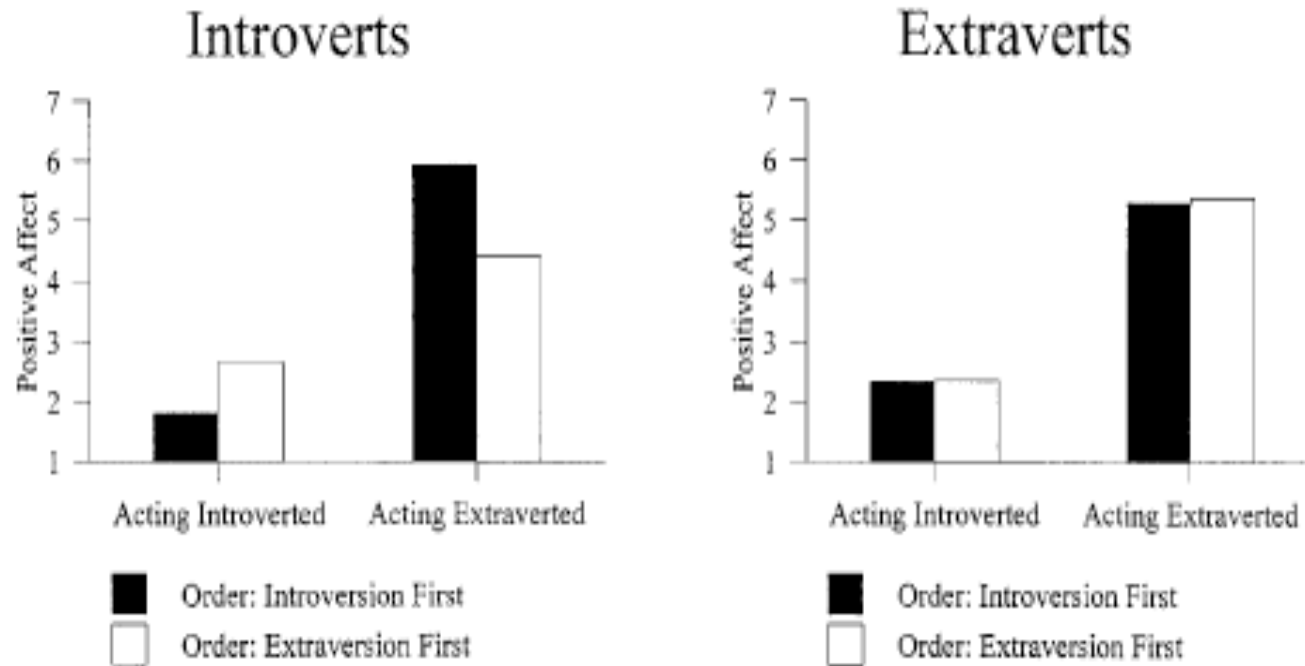 Introverts
7
6
5
4
3
2
1
Positive Affect
Acting Introverted
Acting Extraverted
Order: Introversion First
Order: Extraversion First
Extraverts
7
6
5
4
3
2
1
Positive Affect
Acting Introverted
Acting Extraverted
Order: Introversion First
Order: Extraversion First